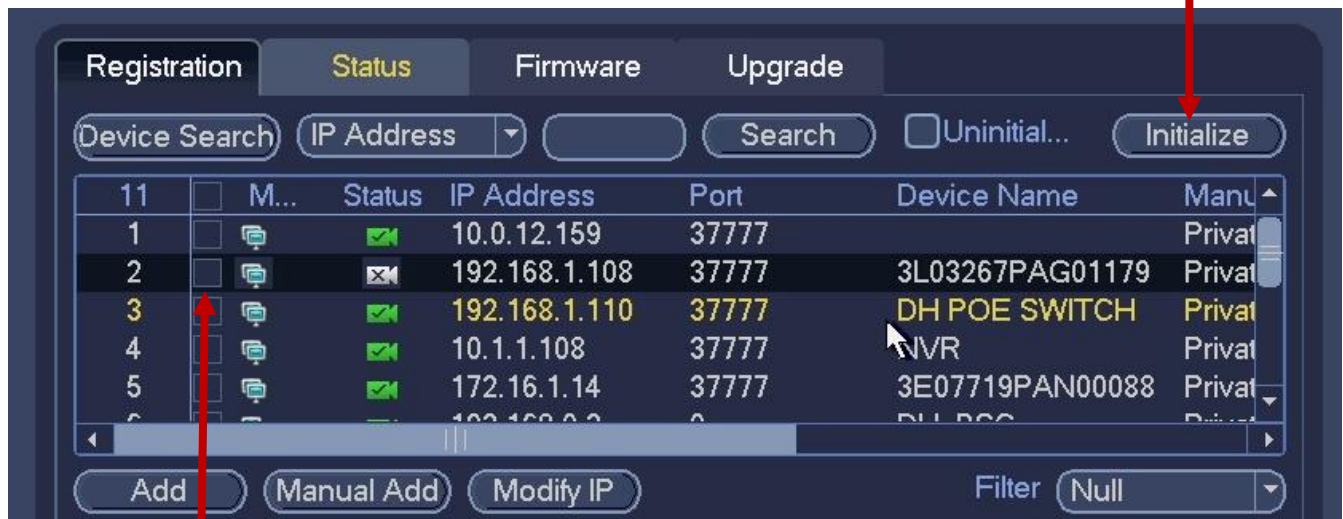 Registration Status Firmware Upgrade
Device Search IP Address Search Uninitial... Initialize
11 M... Status IP Address Port Device Name Manu
1 10.0.12.159 37777 Privat
2 192.168.1.108 37777 3L03267PAG01179 Privat
3 192.168.1.110 37777 DH POE SWITCH Privat
4 10.1.1.108 37777 NVR Privat
5 172.16.1.14 37777 3E07719PAN00088 Privat
Add Manual Add Modify IP Filter Null